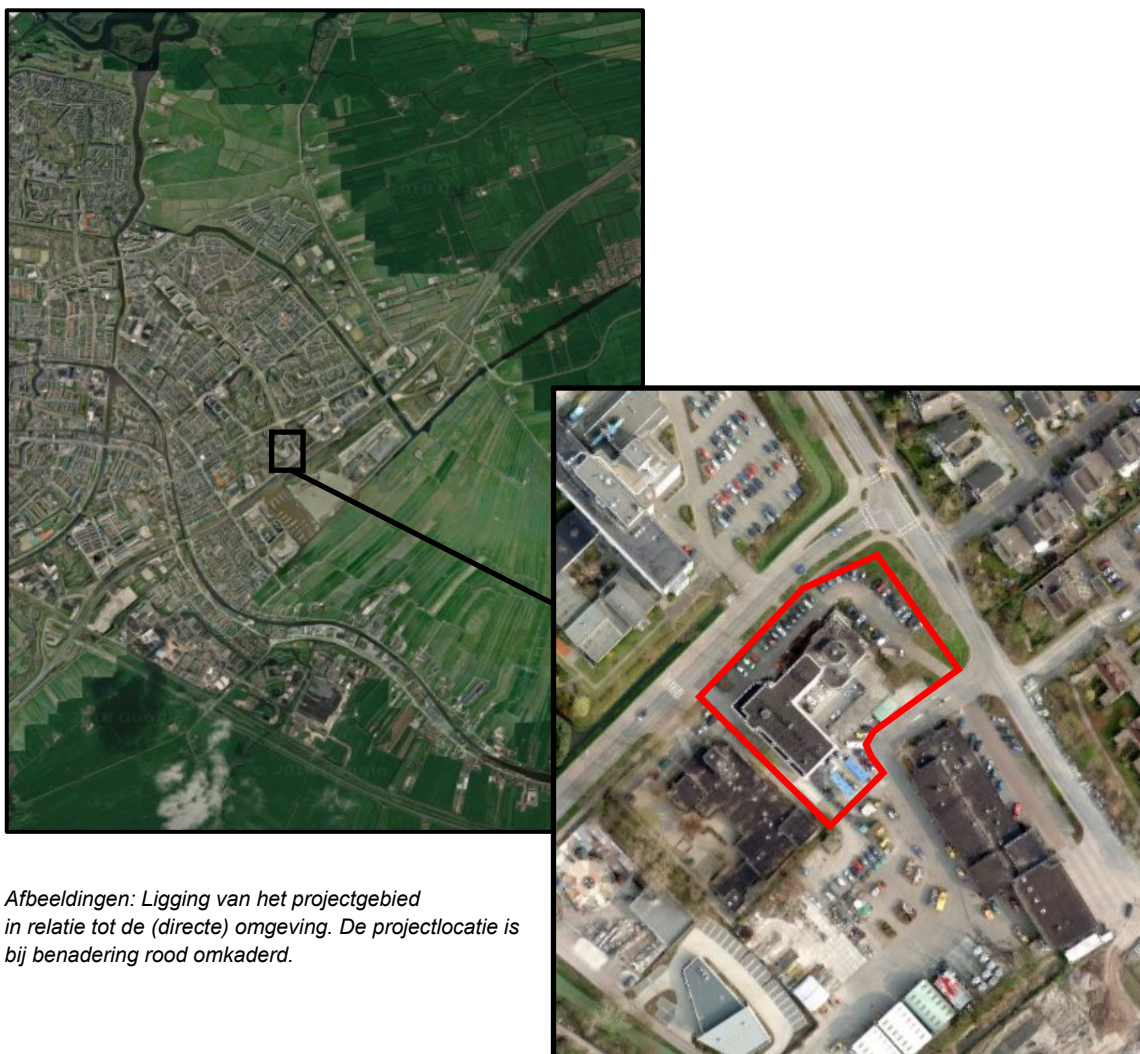 Afbeeldingen: Ligging van het projectgebied
in relatie tot de (directe) omgeving. De projectlocatie is
bij benadering rood omkaderd.